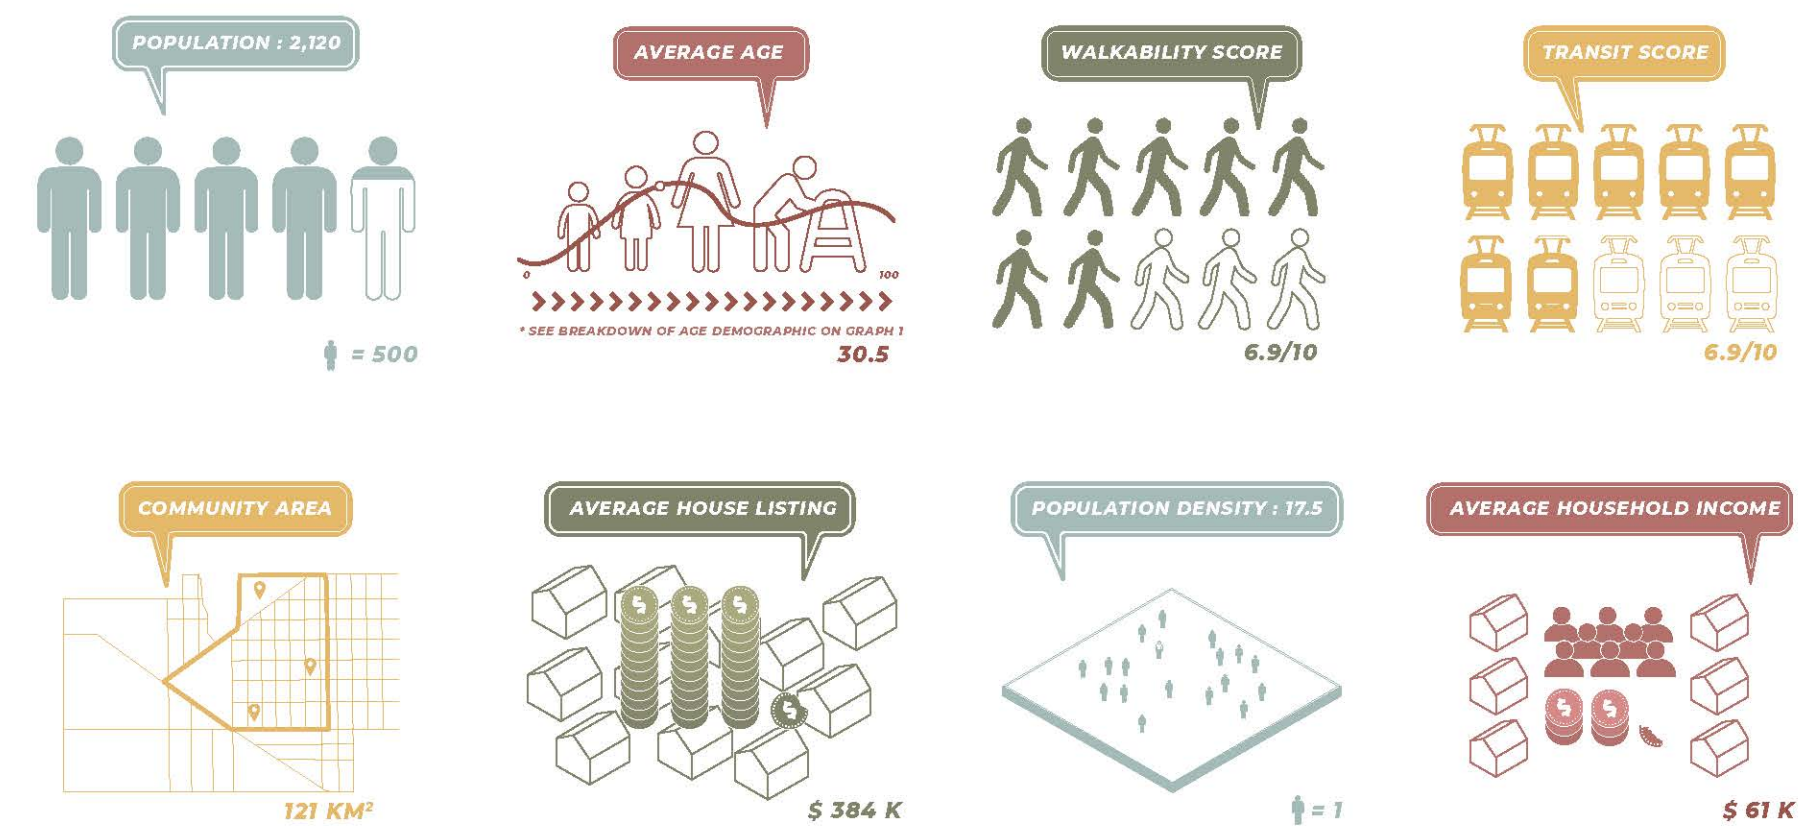 POPULATION : 2,120
= 500
AVERAGE AGE
0
100
* SEE BREAKDOWN OF AGE DEMOGRAPHIC ON GRAPH 1
30.5
WALKABILITY SCORE
6.9/10
TRANSIT SCORE
6.9/10
COMMUNITY AREA
121 KM²
AVERAGE HOUSE LISTING
$ $ $
$
$ 384 K
POPULATION DENSITY : 17.5
= 1
AVERAGE HOUSEHOLD INCOME
$ $
$ 61 K